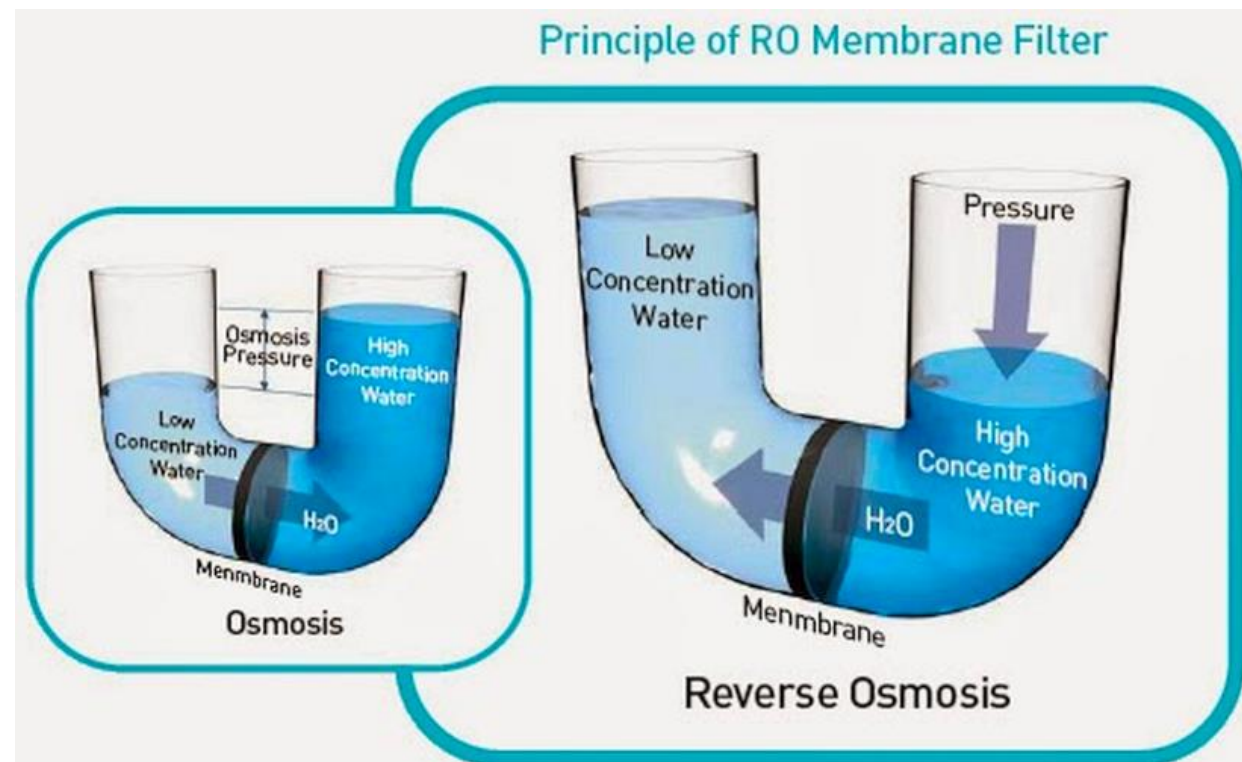 Principle of RO Membrane Filter
Osmosis
Pressure
High
Concentration
Water
Low
Concentration
Water
H₂O
Menmbrane
Osmosis
Low
Concentration
Water
Pressure
High
Concentration
Water
H₂O
Menmbrane
Reverse Osmosis